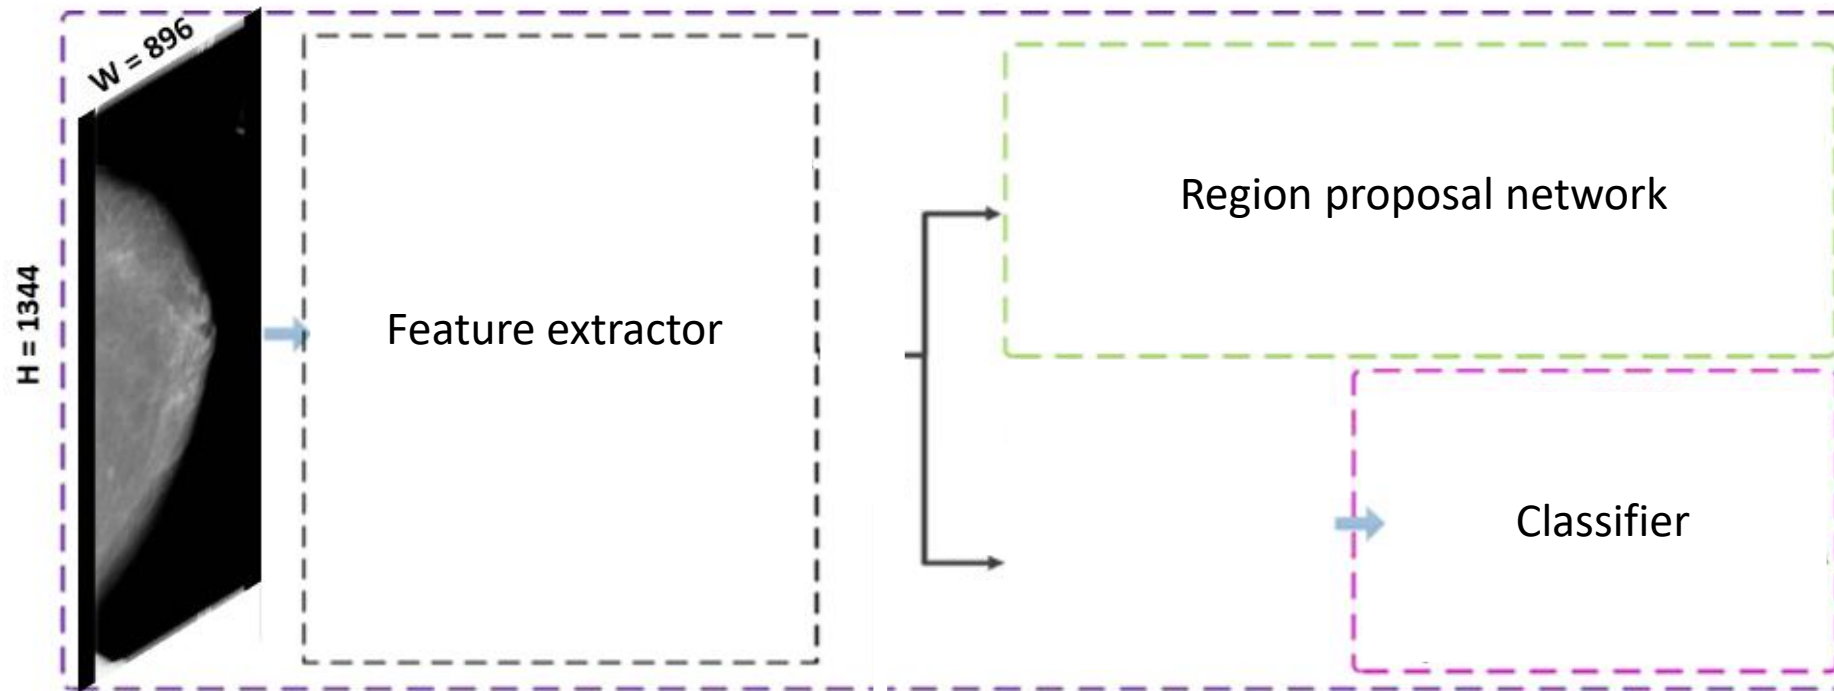 W = 896
H = 1344
Feature extractor
Region proposal network
Classifier